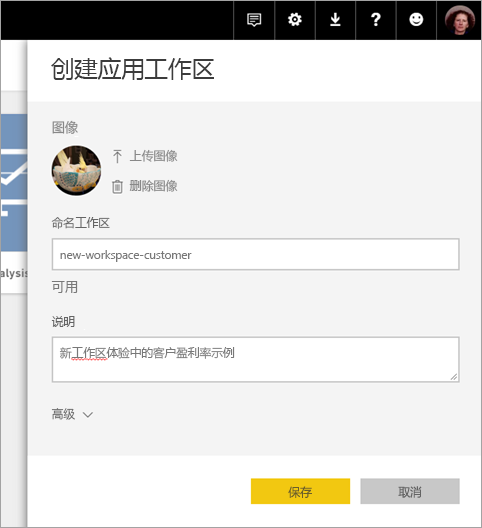 创建应用工作区
图像
上传图像
删除图像
命名工作区
new-workspace-customer
可用
alysis
说明
新工作区体验中的客户盈利率示例
高级
保存
取消